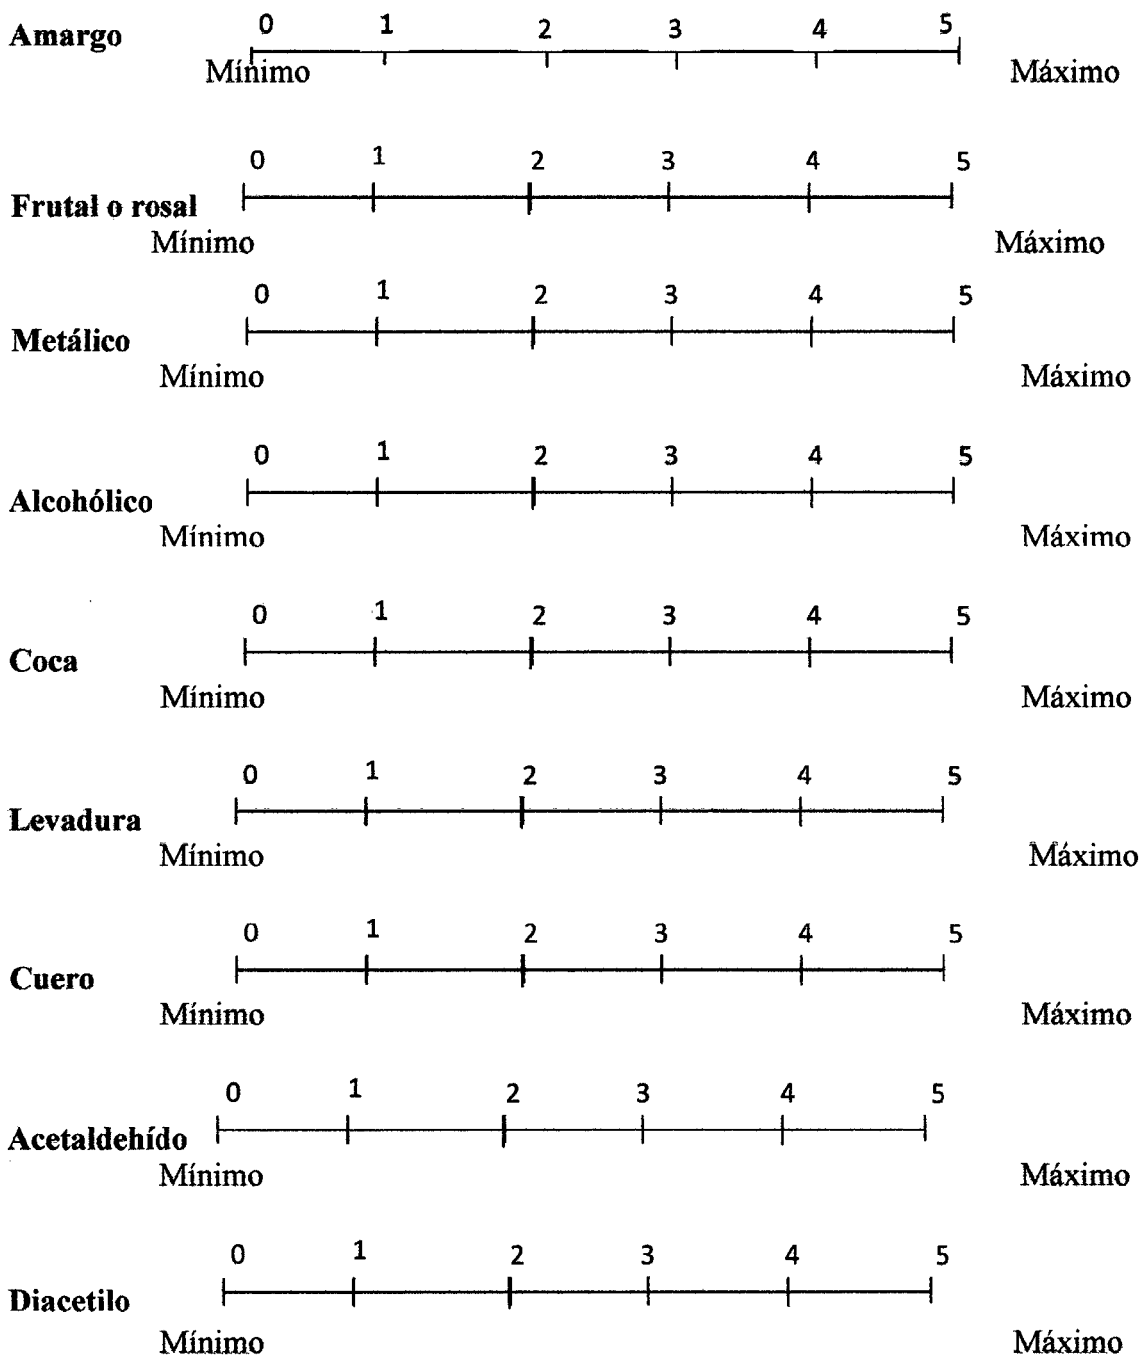 0 1 2 3 4 5
Amargo
Mínimo Máximo
0 1 2 3 4 5
Frutal o rosal
Mínimo Máximo
0 1 2 3 4 5
Metálico
Mínimo Máximo
0 1 2 3 4 5
Alcohólico
Mínimo Máximo
0 1 2 3 4 5
Coca
Mínimo Máximo
0 1 2 3 4 5
Levadura
Mínimo Máximo
0 1 2 3 4 5
Cuero
Mínimo Máximo
0 1 2 3 4 5
Acetaldehído
Mínimo Máximo
0 1 2 3 4 5
Diacetilo
Mínimo Máximo